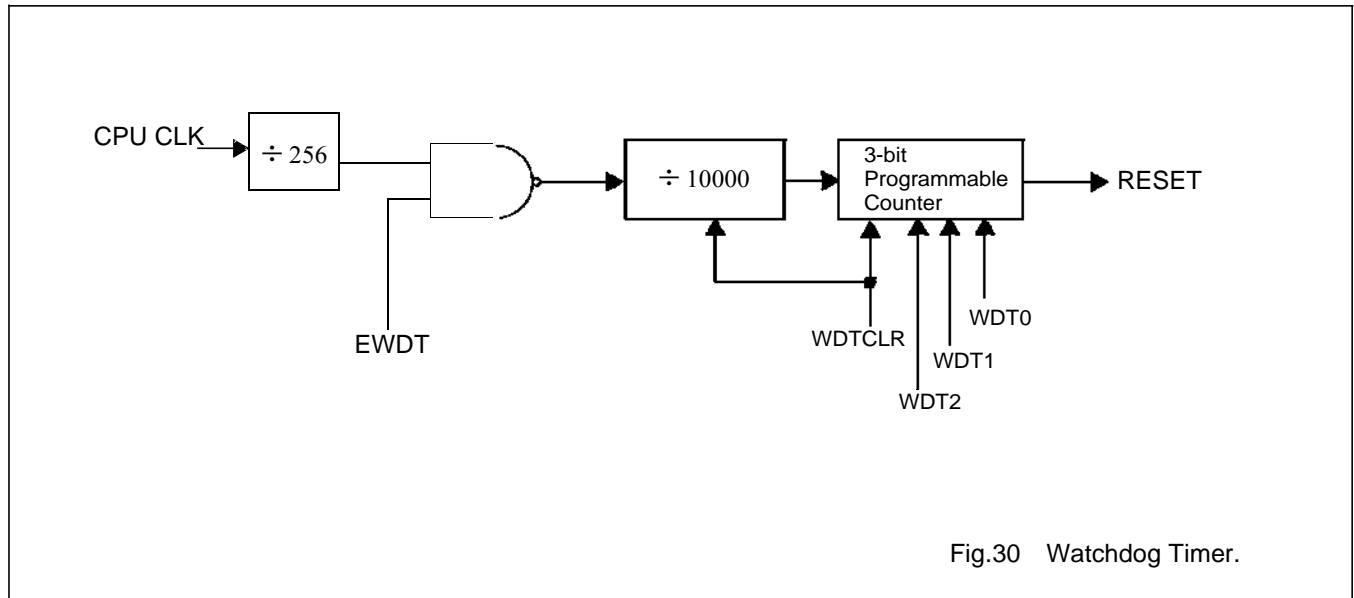 CPU CLK
÷ 256
÷ 10000
3-bit
Programmable
Counter
RESET
EWDT
WDTCLR
WDT2
WDT1
WDT0
Fig.30 Watchdog Timer.